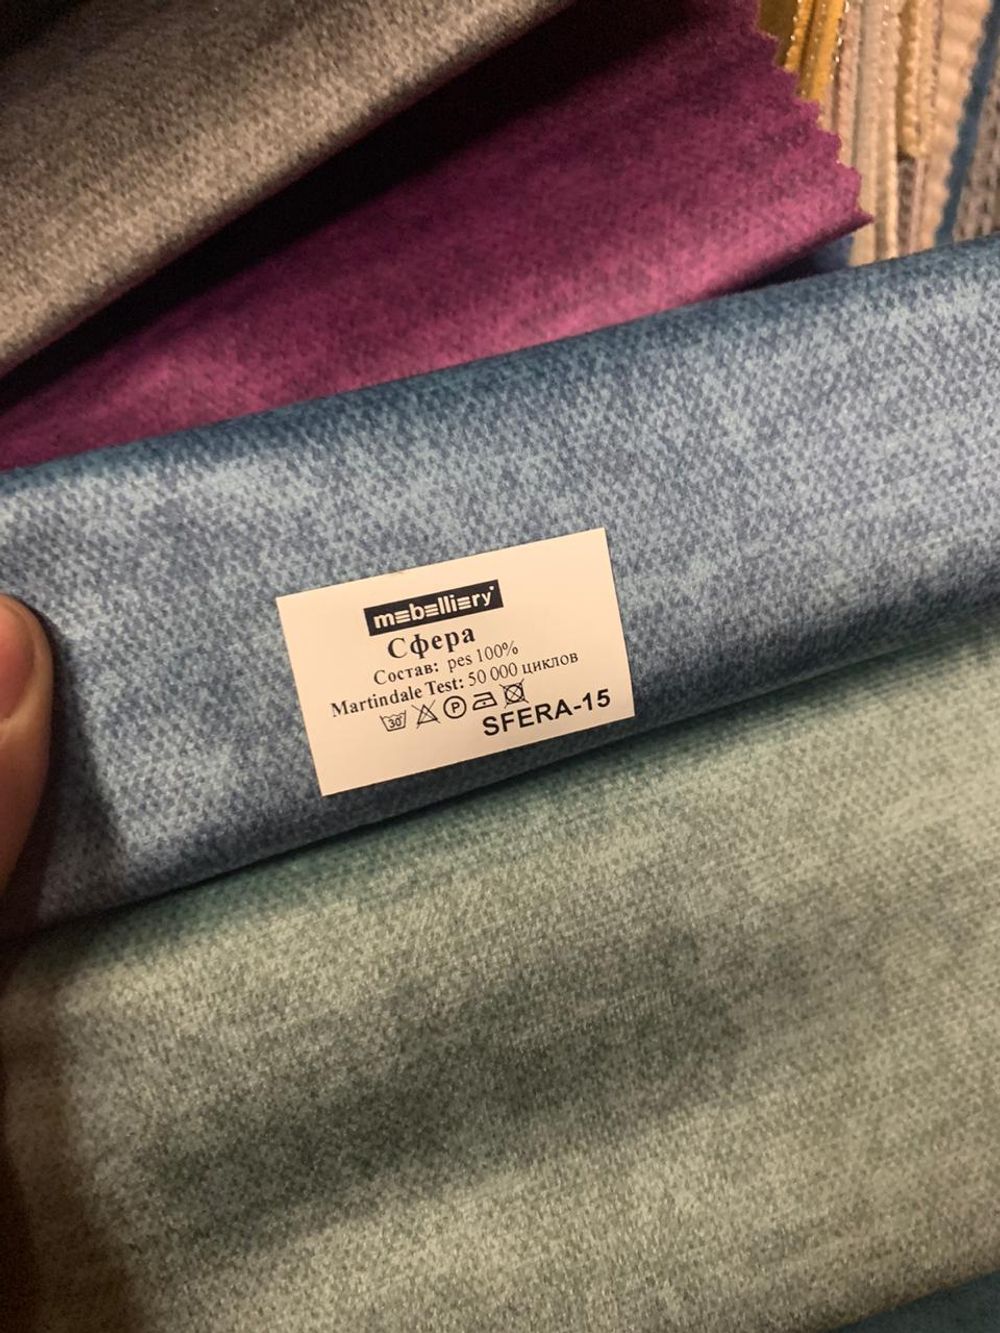 mebelliery
Сфера
Состав: pes 100%
Martindale Test: 50 000 циклов
30 P
SFERA-15